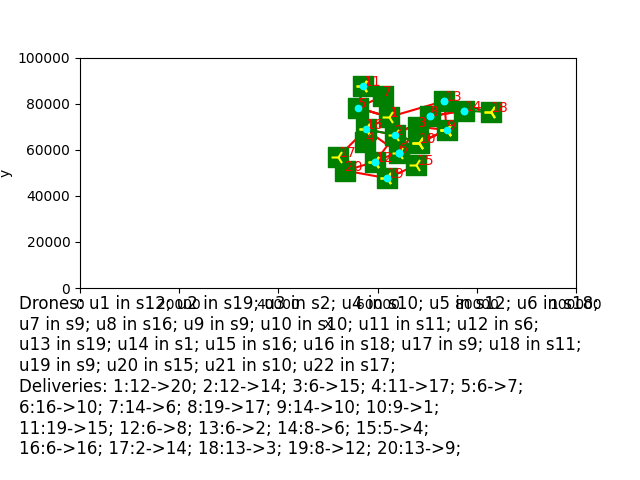 100000
80000
60000
40000
20000
0
y
0 20000 40000 60000 80000 100000
x
Drones: u1 in s12; u2 in s19; u3 in s2; u4 in s10; u5 in s12; u6 in s18;
u7 in s9; u8 in s16; u9 in s9; u10 in s10; u11 in s11; u12 in s6;
u13 in s19; u14 in s1; u15 in s16; u16 in s18; u17 in s9; u18 in s11;
u19 in s9; u20 in s15; u21 in s10; u22 in s17;
Deliveries: 1:12->20; 2:12->14; 3:6->15; 4:11->17; 5:6->7;
6:16->10; 7:14->6; 8:19->17; 9:14->10; 10:9->1;
11:19->15; 12:6->8; 13:6->2; 14:8->6; 15:5->4;
16:6->16; 17:2->14; 18:13->3; 19:8->12; 20:13->9;